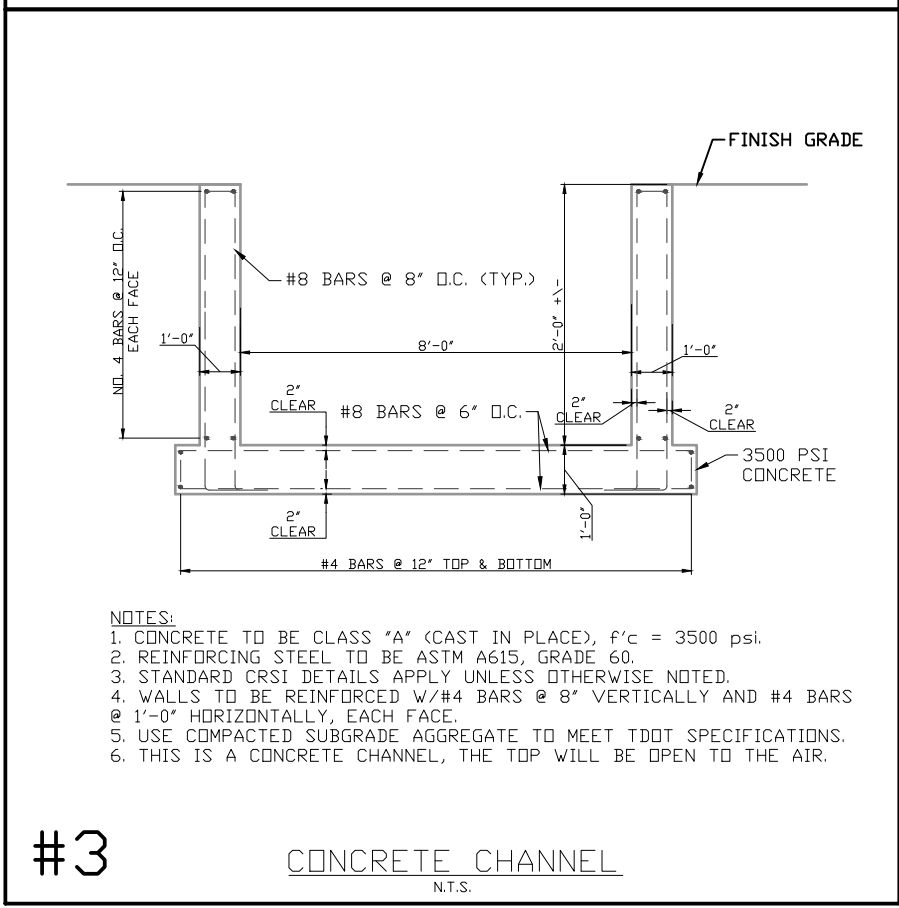 FINISH GRADE
NO. 4 BARS @ 12" O.C.
EACH FACE
#8 BARS @ 8" O.C. (TYP.)
2'-0" +/-
1'-0"
8'-0"
1'-0"
2"
CLEAR
#8 BARS @ 6" O.C.
2"
CLEAR
2"
CLEAR
3500 PSI
CONCRETE
2"
CLEAR
1'-0"
#4 BARS @ 12" TOP & BOTTOM
NOTES:
1. CONCRETE TO BE CLASS "A" (CAST IN PLACE), f'c = 3500 psi.
2. REINFORCING STEEL TO BE ASTM A615, GRADE 60.
3. STANDARD CRSI DETAILS APPLY UNLESS OTHERWISE NOTED.
4. WALLS TO BE REINFORCED W/#4 BARS @ 8" VERTICALLY AND #4 BARS
@ 1'-0" HORIZONTALLY, EACH FACE.
5. USE COMPACTED SUBGRADE AGGREGATE TO MEET TDOT SPECIFICATIONS.
6. THIS IS A CONCRETE CHANNEL, THE TOP WILL BE OPEN TO THE AIR.
#3
CONCRETE CHANNEL
N.T.S.